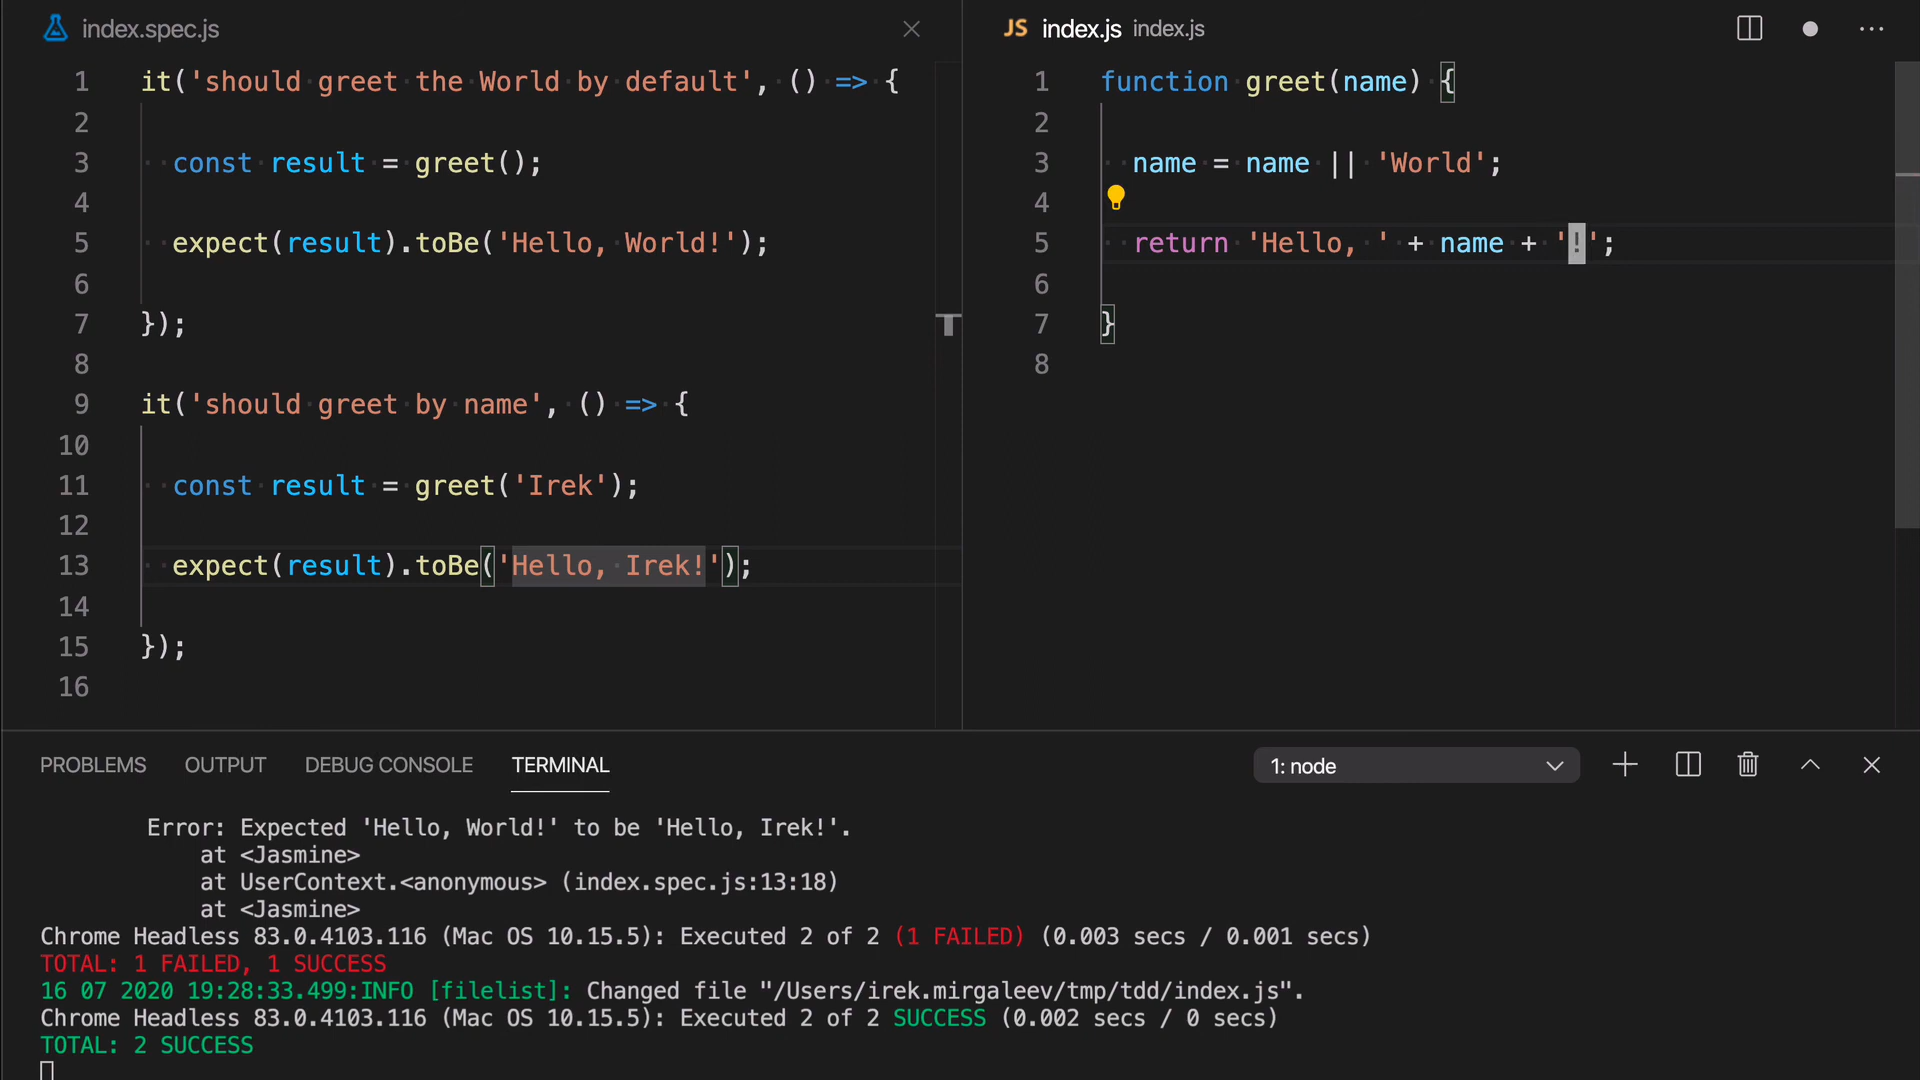 index.spec.js
1 it('should greet the World by default', () => {
2
3 const result = greet();
4
5 expect(result).toBe('Hello, World!');
6
7 });
8
9 it('should greet by name', () => {
10
11 const result = greet('Irek');
12
13 expect(result).toBe('Hello, Irek!');
14
15 });
16
JS index.js index.js
1 function greet(name) {
2
3 name = name || 'World';
4
5 return 'Hello, ' + name + '!';
6
7 }
8
PROBLEMS OUTPUT DEBUG CONSOLE TERMINAL 1: node
Error: Expected 'Hello, World!' to be 'Hello, Irek!'.
at <Jasmine>
at UserContext.<anonymous> (index.spec.js:13:18)
at <Jasmine>
Chrome Headless 83.0.4103.116 (Mac OS 10.15.5): Executed 2 of 2 (1 FAILED) (0.003 secs / 0.001 secs)
TOTAL: 1 FAILED, 1 SUCCESS
16 07 2020 19:28:33.499:INFO [filelist]: Changed file "/Users/irek.mirgaleev/tmp/tdd/index.js".
Chrome Headless 83.0.4103.116 (Mac OS 10.15.5): Executed 2 of 2 SUCCESS (0.002 secs / 0 secs)
TOTAL: 2 SUCCESS